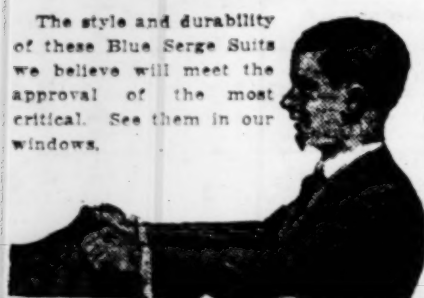 The style and durability
of these Blue Serge Suits
we believe will meet the
approval of the most
critical. See them in our
windows.